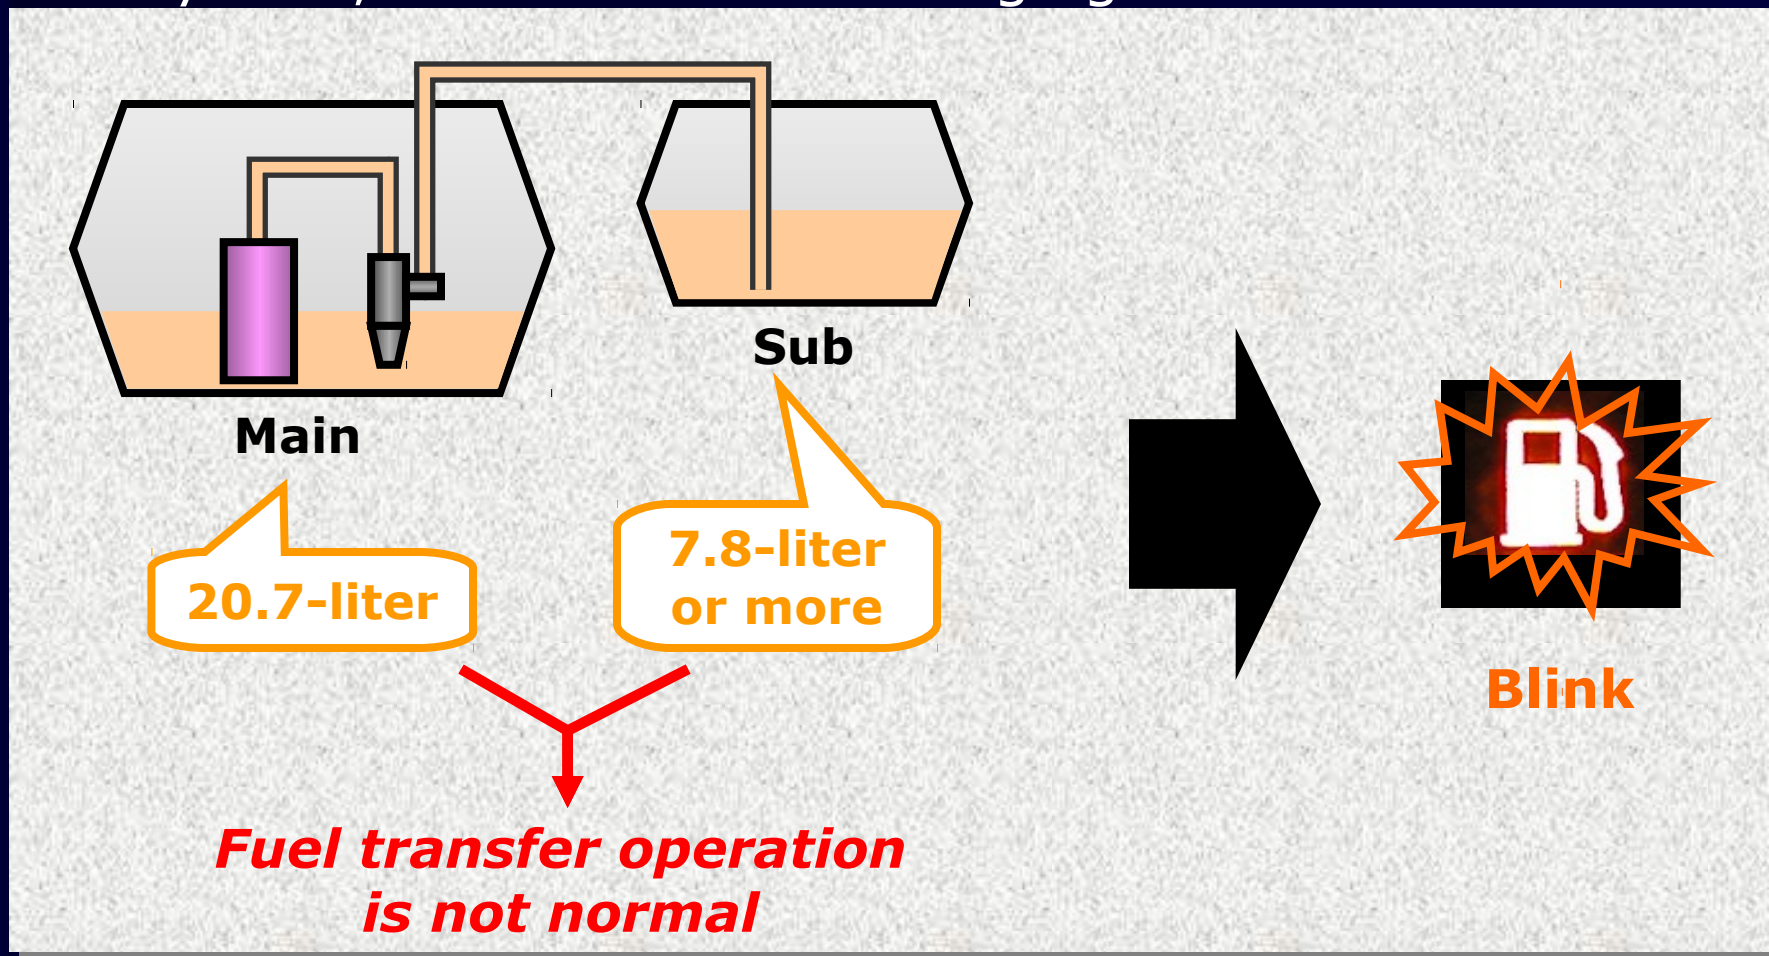 Sub
Main
20.7-liter
7.8-liter
or more
Blink
Fuel transfer operation
is not normal